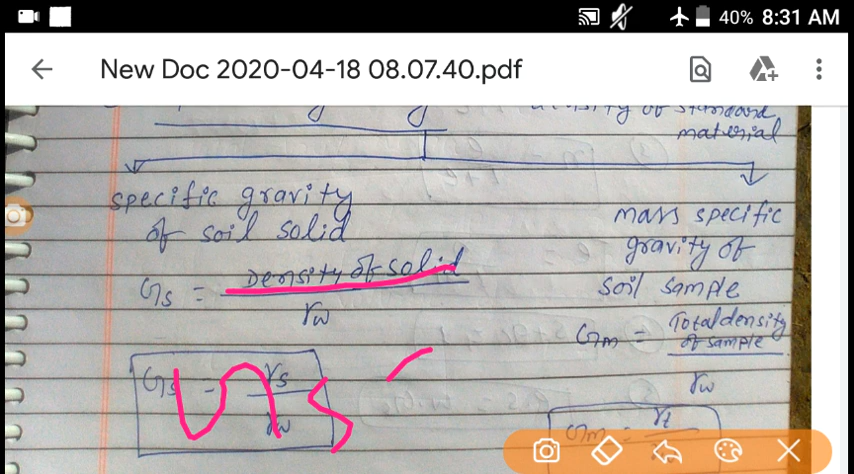 40% 8:31 AM
New Doc 2020-04-18 08.07.40.pdf
of standard
material
specific gravity
of soil solid
Gs = Density of solid
γw
Gs = γs
γw
mass specific
gravity of
soil sample
Gm = Total density
of sample
γw
Gm = γt